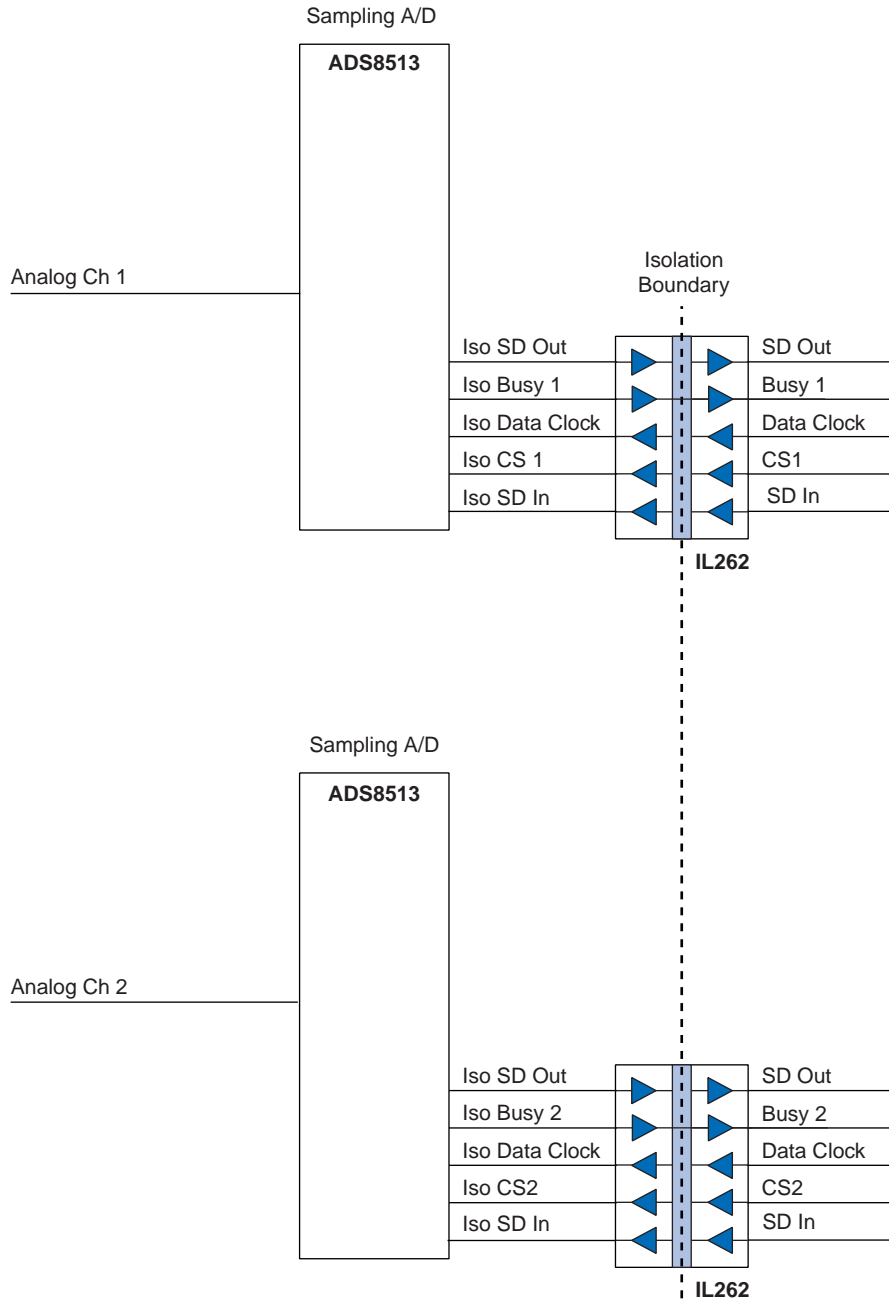 Sampling A/D
ADS8513
Analog Ch 1
Isolation
Boundary
Iso SD Out
SD Out
Iso Busy 1
Busy 1
Iso Data Clock
Data Clock
Iso CS 1
CS1
Iso SD In
SD In
IL262
Sampling A/D
ADS8513
Analog Ch 2
Iso SD Out
SD Out
Iso Busy 2
Busy 2
Iso Data Clock
Data Clock
Iso CS2
CS2
Iso SD In
SD In
IL262